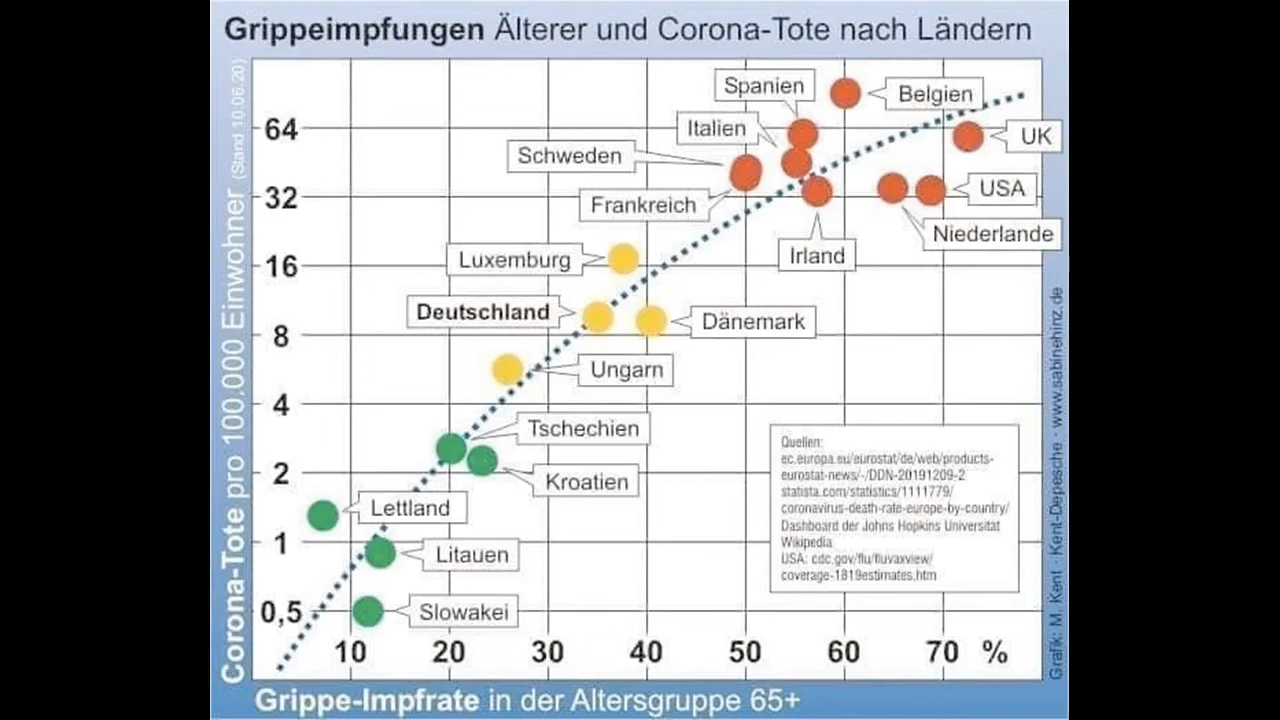 Grippeimpfungen Älterer und Corona-Tote nach Ländern
Corona-Tote pro 100.000 Einwohner (Stand 10.06.20)
64
32
16
8
4
2
1
0,5
Spanien
Belgien
Italien
UK
Schweden
USA
Frankreich
Niederlande
Irland
Luxemburg
Deutschland
Dänemark
Ungarn
Tschechien
Kroatien
Lettland
Litauen
Slowakei
Quellen:
ec.europa.eu/eurostat/de/web/products-
eurostat-news/-/DDN-20191209-2
statista.com/statistics/1111779/
coronavirus-death-rate-europe-by-country/
Dashboard der Johns Hopkins Universität
Wikipedia
USA: cdc.gov/flu/fluvaxview/
coverage-1819estimates.htm
10 20 30 40 50 60 70 %
Grippe-Impfrate in der Altersgruppe 65+
Grafik: M. Kent · Kent-Depesche · www.sabinehinz.de